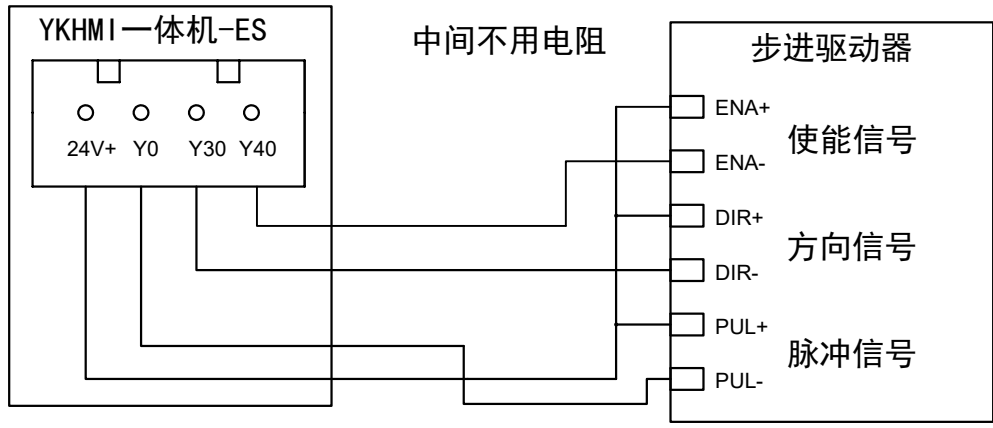 YKHMI一体机-ES
中间不用电阻
步进驱动器
24V+ Y0 Y30 Y40
ENA+
使能信号
ENA-
DIR+
方向信号
DIR-
PUL+
脉冲信号
PUL-